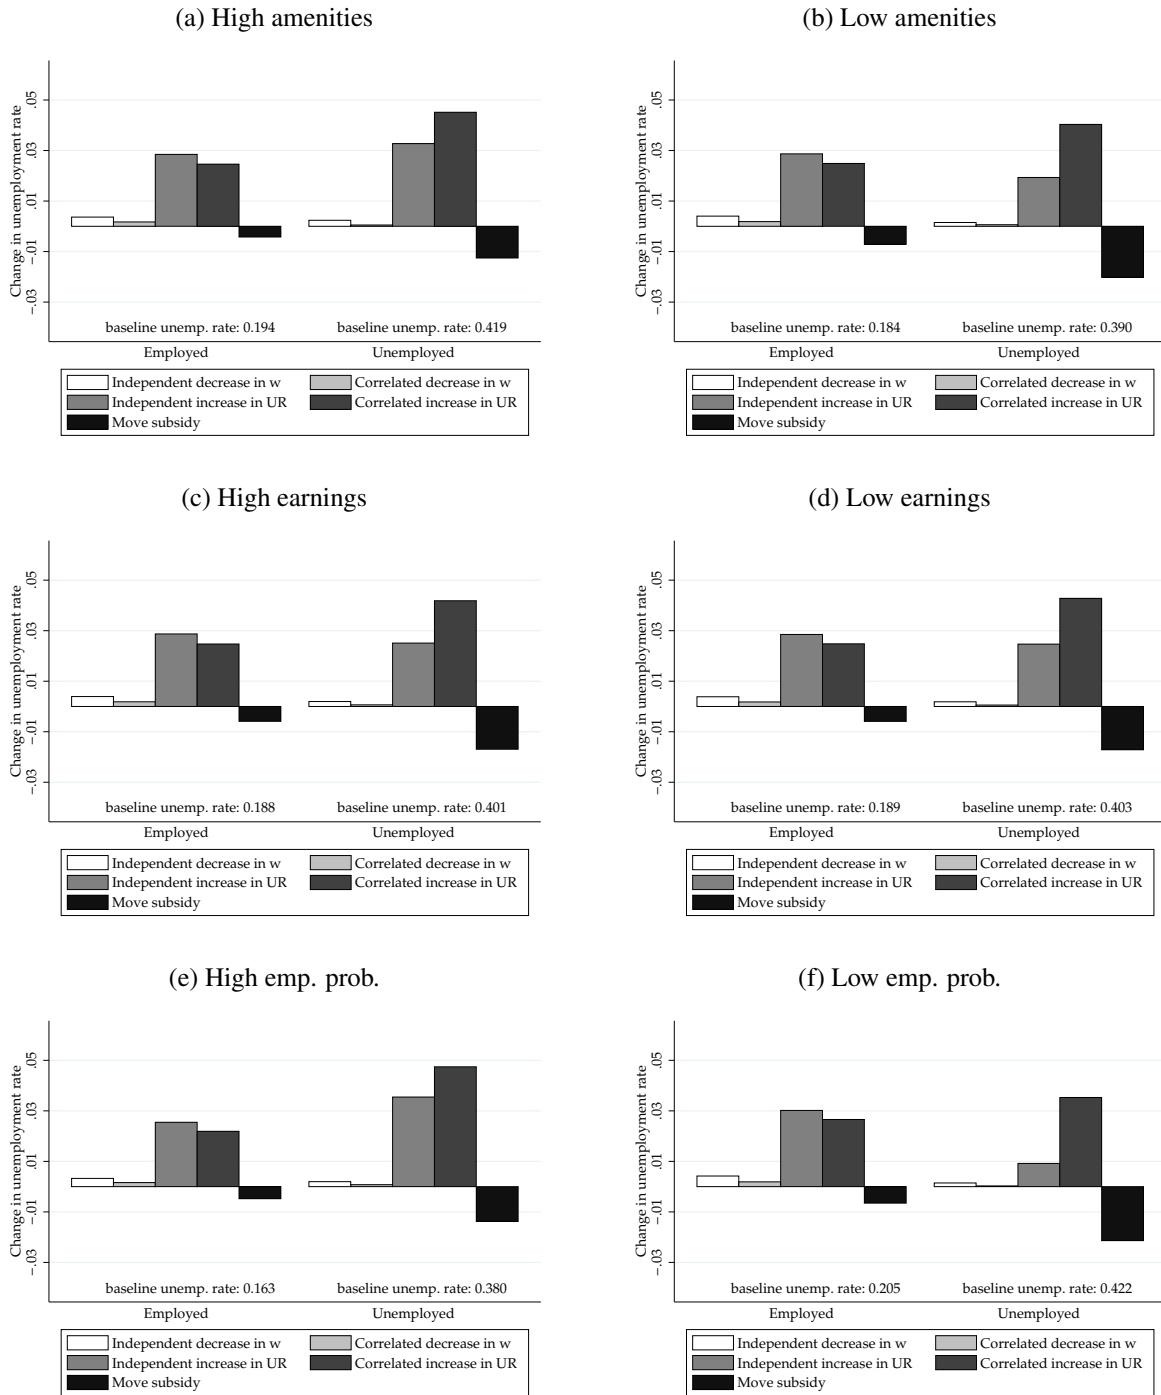 (a) High amenities
Change in unemployment rate
.05
.03
.01
-.01
-.03
baseline unemp. rate: 0.194
baseline unemp. rate: 0.419
Employed
Unemployed
Independent decrease in w
Correlated decrease in w
Independent increase in UR
Correlated increase in UR
Move subsidy
(b) Low amenities
Change in unemployment rate
.05
.03
.01
-.01
-.03
baseline unemp. rate: 0.184
baseline unemp. rate: 0.390
Employed
Unemployed
Independent decrease in w
Correlated decrease in w
Independent increase in UR
Correlated increase in UR
Move subsidy
(c) High earnings
Change in unemployment rate
.05
.03
.01
-.01
-.03
baseline unemp. rate: 0.188
baseline unemp. rate: 0.401
Employed
Unemployed
Independent decrease in w
Correlated decrease in w
Independent increase in UR
Correlated increase in UR
Move subsidy
(d) Low earnings
Change in unemployment rate
.05
.03
.01
-.01
-.03
baseline unemp. rate: 0.189
baseline unemp. rate: 0.403
Employed
Unemployed
Independent decrease in w
Correlated decrease in w
Independent increase in UR
Correlated increase in UR
Move subsidy
(e) High emp. prob.
Change in unemployment rate
.05
.03
.01
-.01
-.03
baseline unemp. rate: 0.163
baseline unemp. rate: 0.380
Employed
Unemployed
Independent decrease in w
Correlated decrease in w
Independent increase in UR
Correlated increase in UR
Move subsidy
(f) Low emp. prob.
Change in unemployment rate
.05
.03
.01
-.01
-.03
baseline unemp. rate: 0.205
baseline unemp. rate: 0.422
Employed
Unemployed
Independent decrease in w
Correlated decrease in w
Independent increase in UR
Correlated increase in UR
Move subsidy